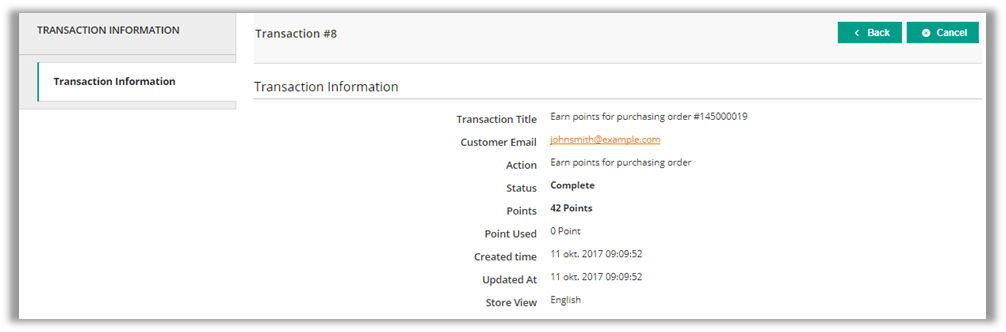 TRANSACTION INFORMATION
Transaction Information
Transaction #8
Back
Cancel
Transaction Information
Transaction Title Earn points for purchasing order #145000019
Customer Email johnsmith@example.com
Action Earn points for purchasing order
Status Complete
Points 42 Points
Point Used 0 Point
Created time 11 okt. 2017 09:09:52
Updated At 11 okt. 2017 09:09:52
Store View English